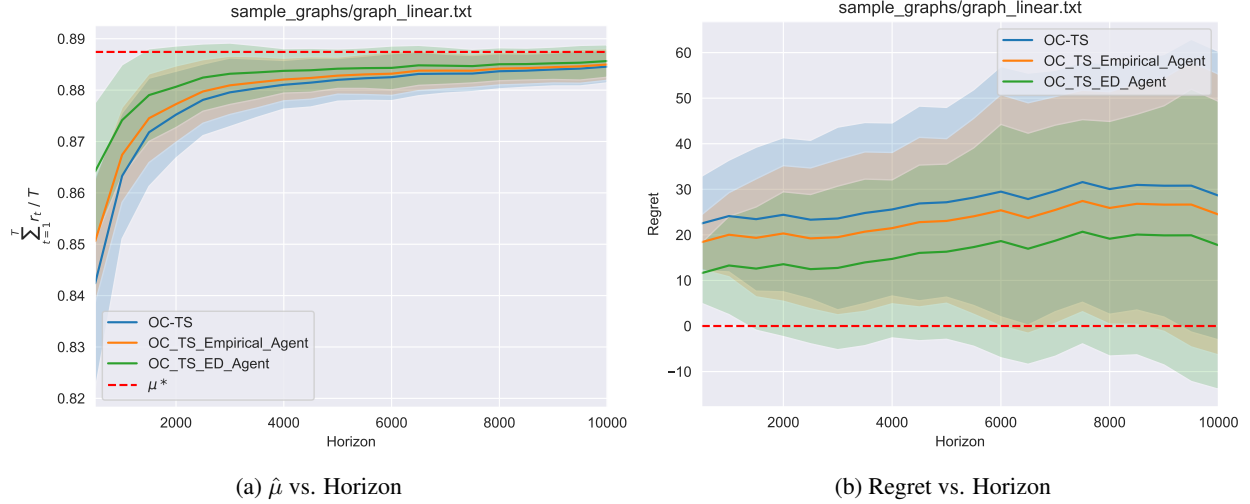 sample_graphs/graph_linear.txt
0.89
0.88
0.87
0.86
0.85
0.84
0.83
0.82
T
∑ r_t / T
t = 1
OC-TS
OC_TS_Empirical_Agent
OC_TS_ED_Agent
μ *
2000 4000 6000 8000 10000
Horizon
(a) μ̂ vs. Horizon
sample_graphs/graph_linear.txt
60
50
40
30
20
10
0
−10
Regret
OC-TS
OC_TS_Empirical_Agent
OC_TS_ED_Agent
2000 4000 6000 8000 10000
Horizon
(b) Regret vs. Horizon